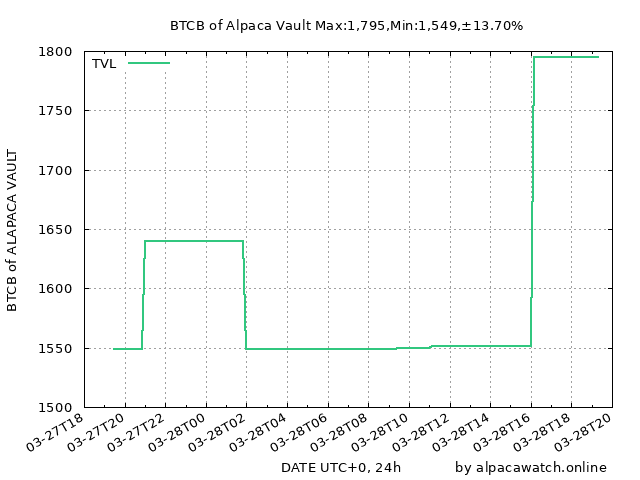 BTCB of Alpaca Vault Max:1,795,Min:1,549,±13.70%
TVL
1800
1750
1700
1650
1600
1550
1500
BTCB of ALAPACA VAULT
03-27T18
03-27T20
03-27T22
03-28T00
03-28T02
03-28T04
03-28T06
03-28T08
03-28T10
03-28T12
03-28T14
03-28T16
03-28T18
03-28T20
DATE UTC+0, 24h
by alpacawatch.online